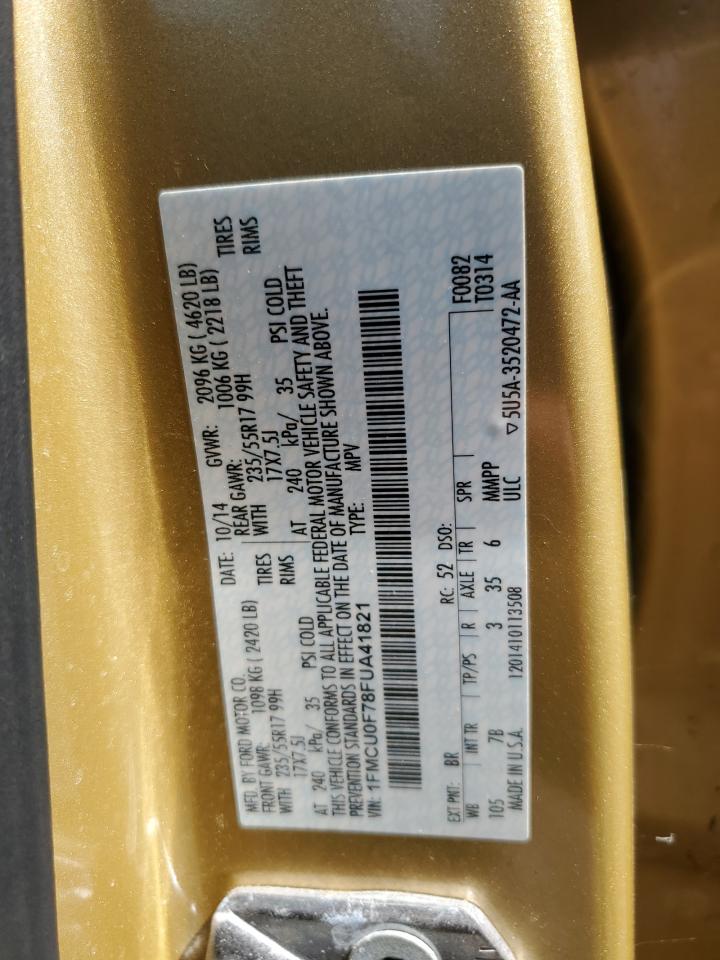 MFD. BY FORD MOTOR CO. DATE: 10/14 GVWR: 2096 KG ( 4620 LB)
FRONT GAWR: 1098 KG ( 2420 LB) REAR GAWR: 1006 KG ( 2218 LB)
WITH 235/55R17 99H TIRES WITH 235/55R17 99H TIRES
17X7.5J RIMS 17X7.5J RIMS
AT 240 kPa/ 35 PSI COLD AT 240 kPa/ 35 PSI COLD
THIS VEHICLE CONFORMS TO ALL APPLICABLE FEDERAL MOTOR VEHICLE SAFETY AND THEFT
PREVENTION STANDARDS IN EFFECT ON THE DATE OF MANUFACTURE SHOWN ABOVE.
VIN: 1FMCU0F78FUA41821 TYPE: MPV
EXT PNT: BR RC: 52 DSO: F0082
WB INT TR TP/PS R AXLE TR SPR T0314
105 7B 3 35 6 MMPP
MADE IN U.S.A. 1201410113508 ULC ▽5U5A-3520472-AA